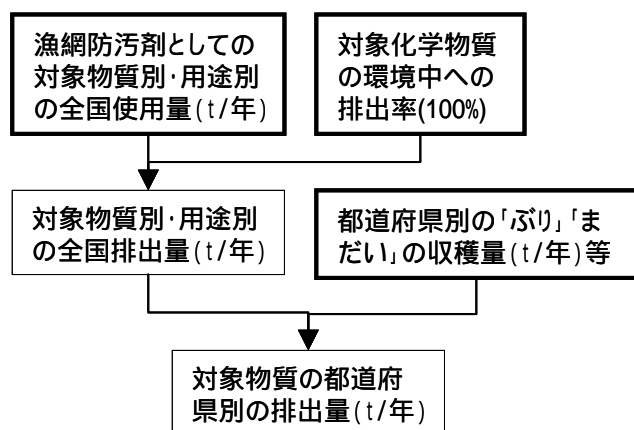 漁網防汚剤としての
対象物質別･用途別
の全国使用量(t/年)
対象化学物質
の環境中への
排出率(100%)
対象物質別･用途別
の全国排出量(t/年)
都道府県別の｢ぶり｣｢ま
だい｣の収穫量(t/年)等
対象物質の都道府
県別の排出量(t/年)